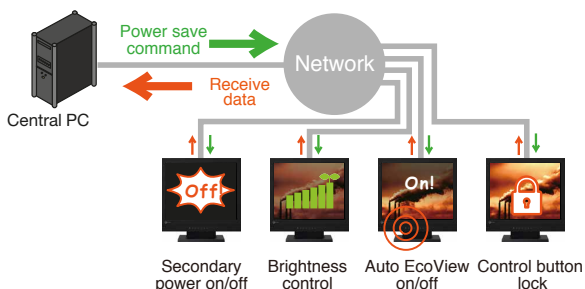 Power save
command
Network
Receive
data
Central PC
Off
On!
Secondary
power on/off
Brightness
control
Auto EcoView
on/off
Control button
lock